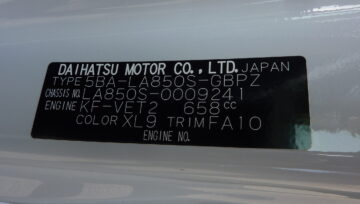 DAIHATSU MOTOR CO., LTD. JAPAN
TYPE 5BA-LA850S-GBPZ
CHASSIS NO. LA850S-0009241
ENGINE KF-VET2 658cc
COLOR XL9 TRIM FA10
ENGINE NO.